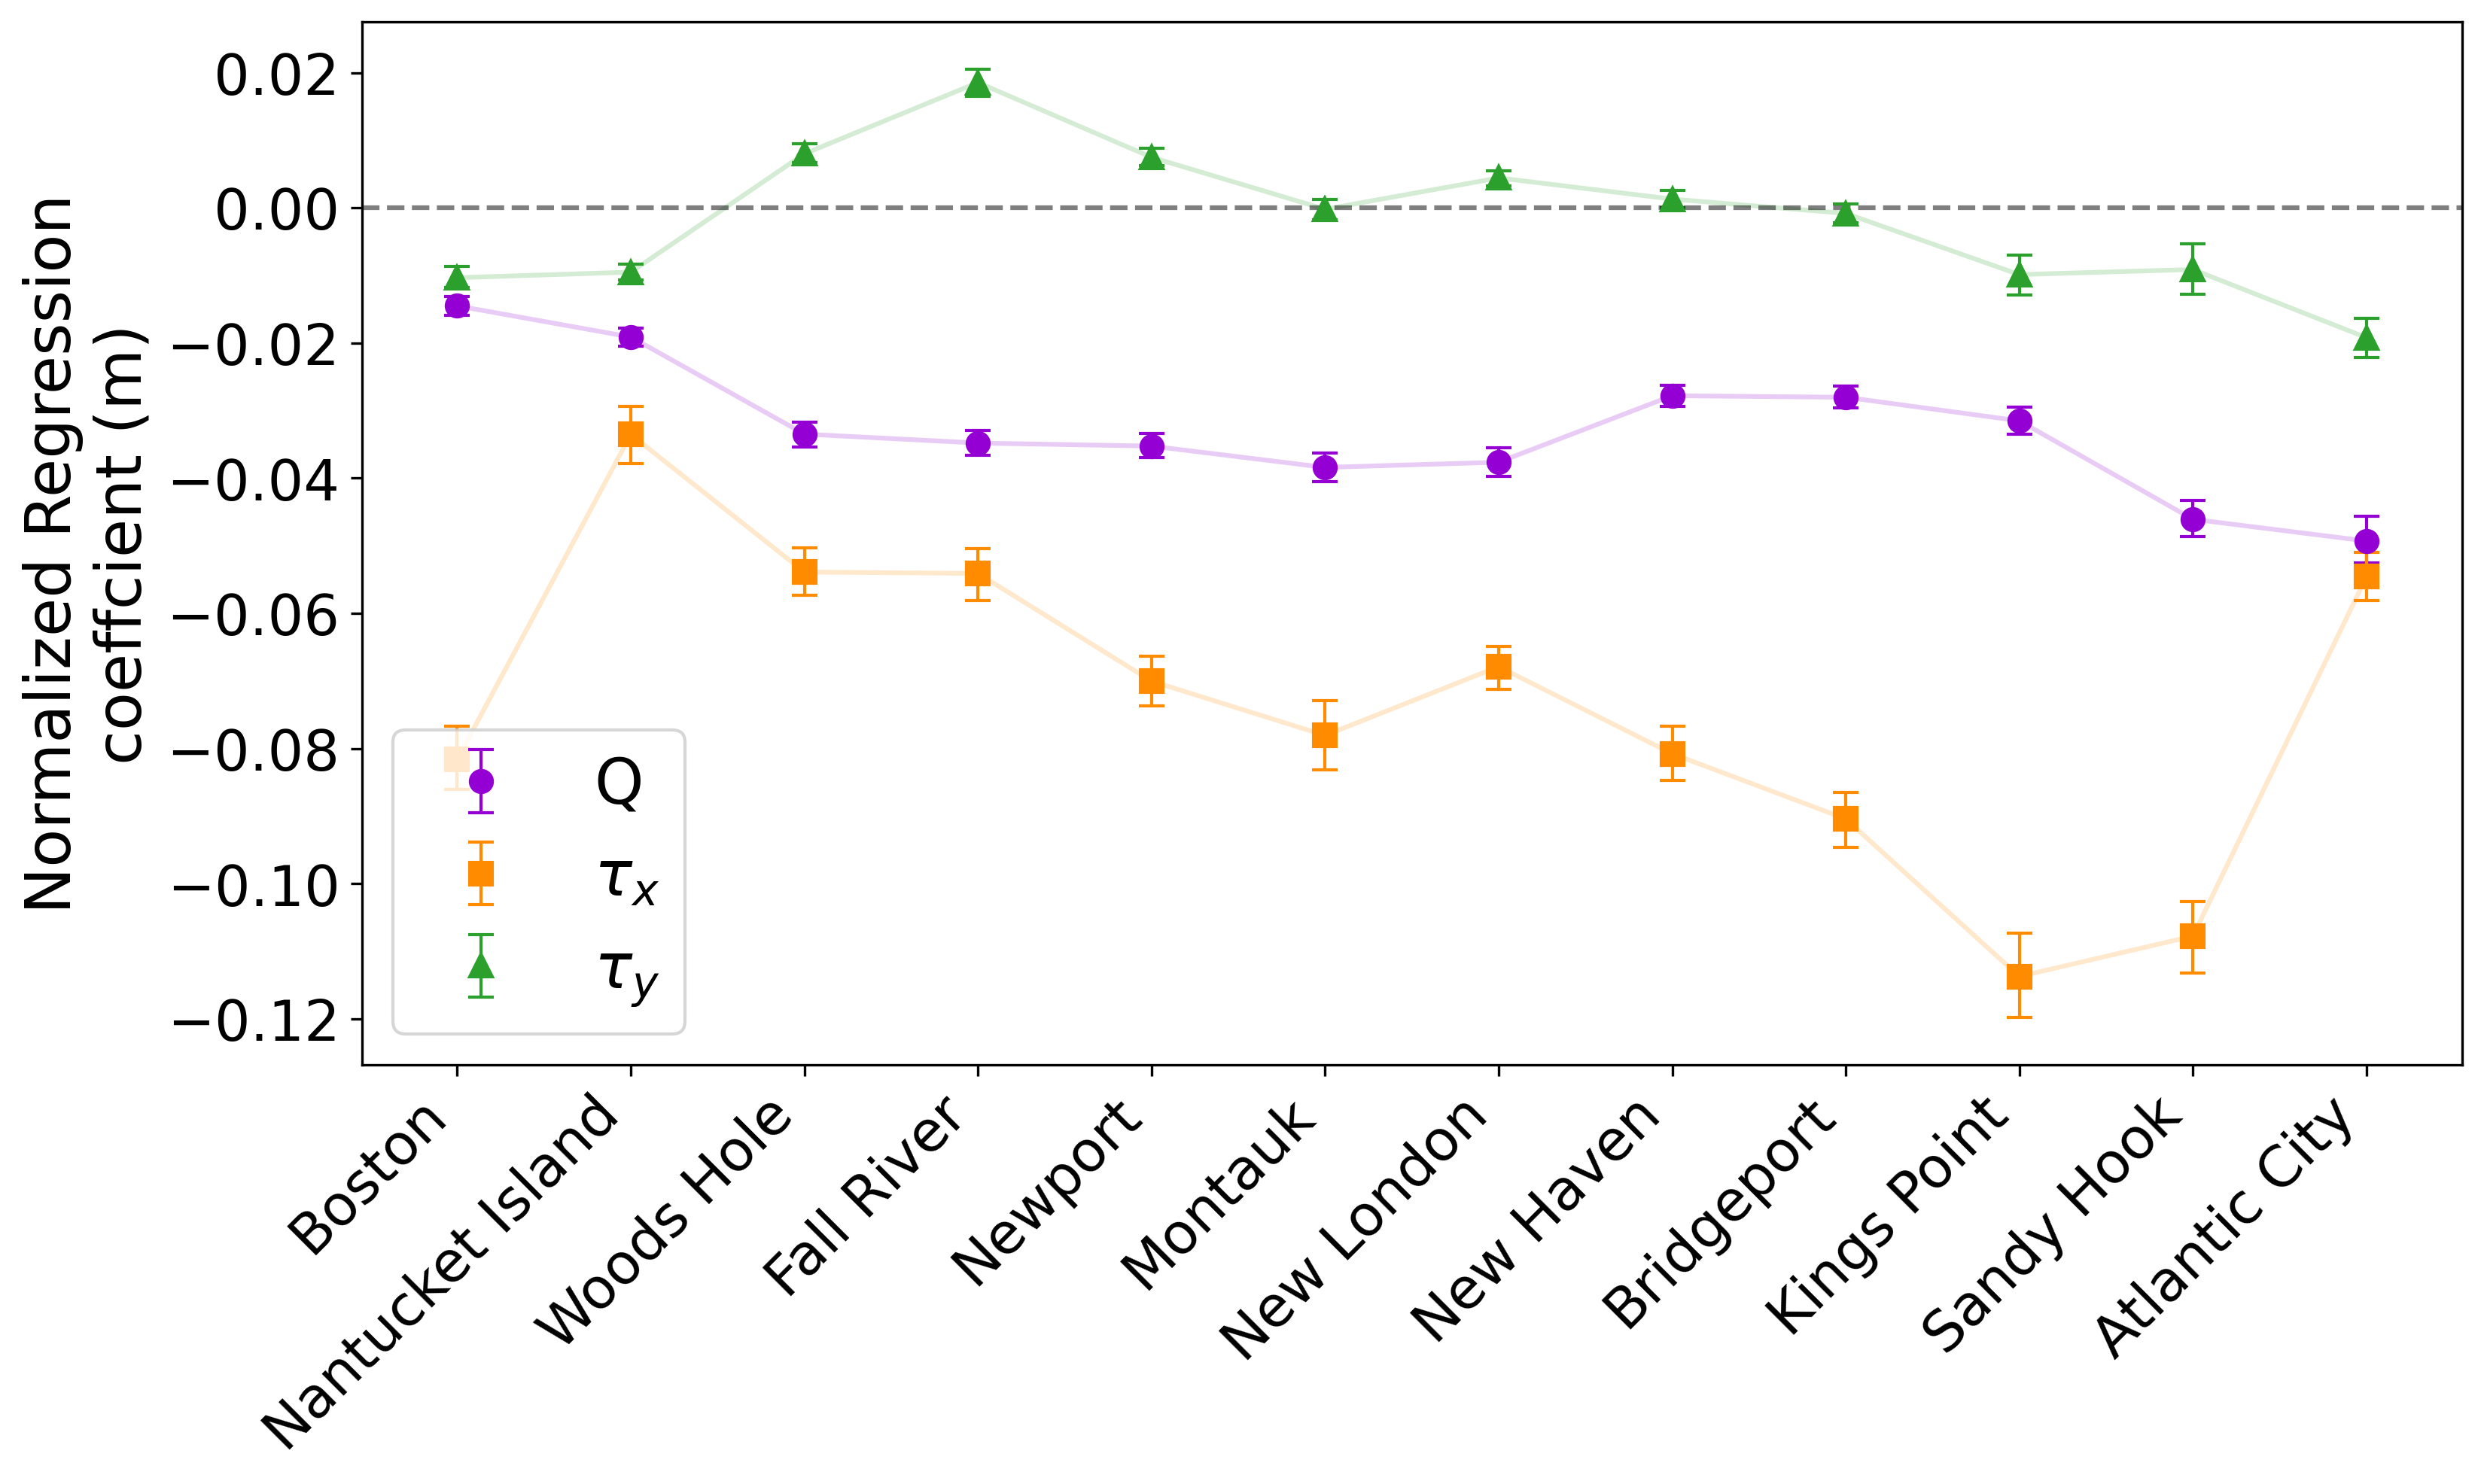 Normalized Regression
coeffcient (m)
0.02
0.00
−0.02
−0.04
−0.06
−0.08
−0.10
−0.12
Q
τx
τy
Boston
Nantucket Island
Woods Hole
Fall River
Newport
Montauk
New London
New Haven
Bridgeport
Kings Point
Sandy Hook
Atlantic City